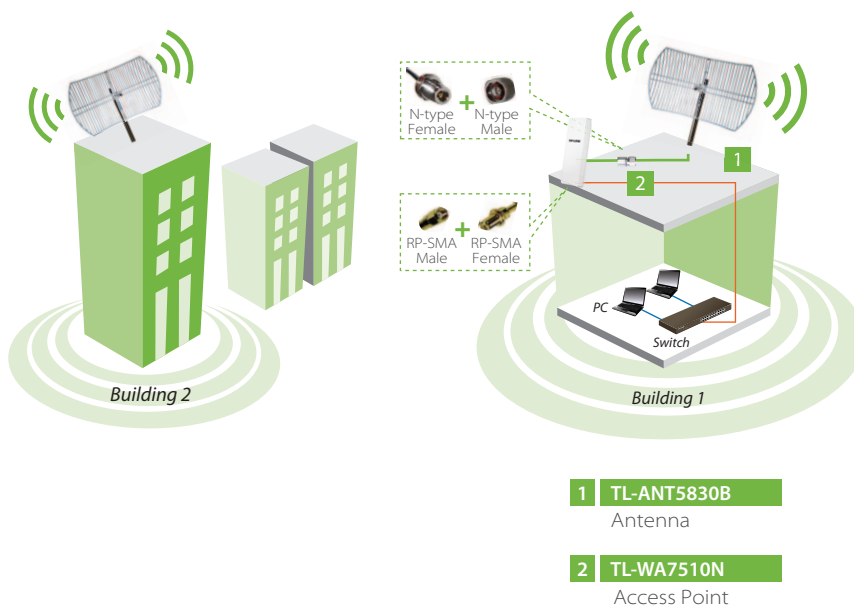 N-type
Female
+
N-type
Male
1
2
RP-SMA
Male
+
RP-SMA
Female
PC
Switch
Building 2
Building 1
1 TL-ANT5830B
Antenna
2 TL-WA7510N
Access Point